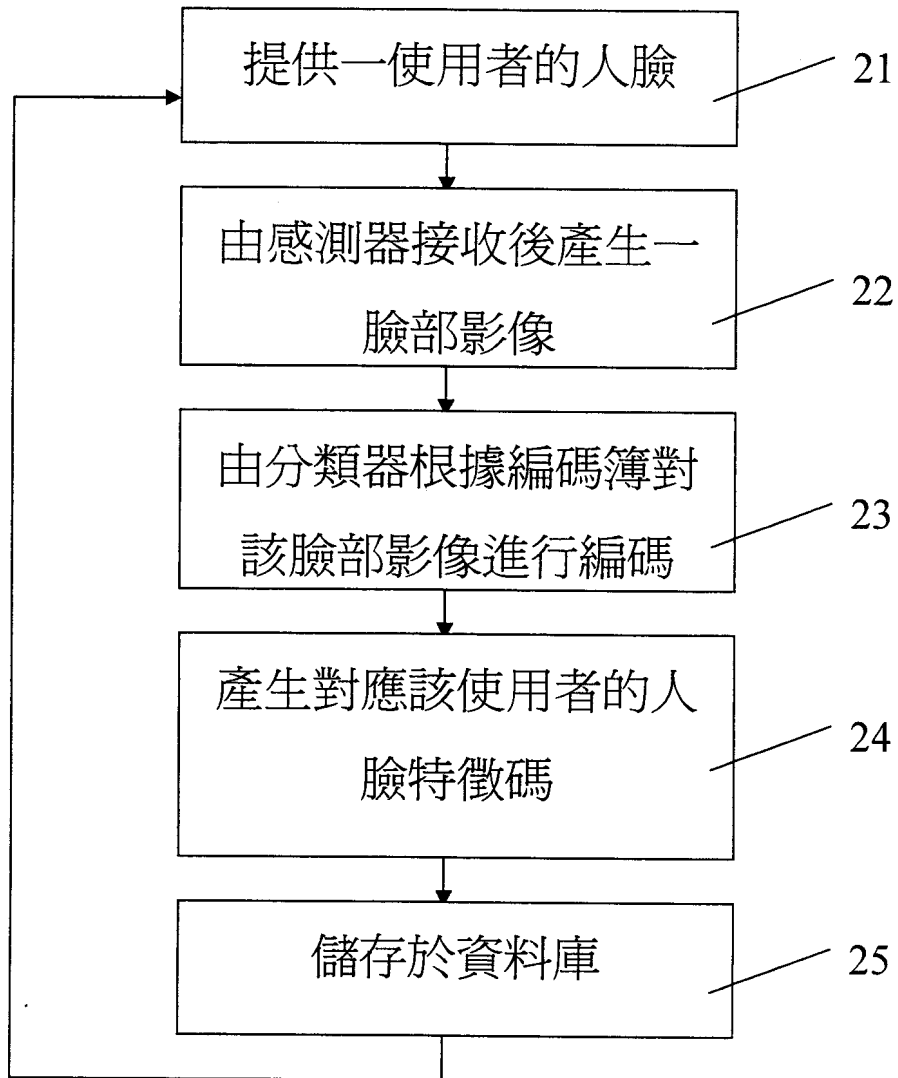 提供一使用者的人臉
21
由感測器接收後產生一
臉部影像
22
由分類器根據編碼簿對
該臉部影像進行編碼
23
產生對應該使用者的人
臉特徵碼
24
儲存於資料庫
25